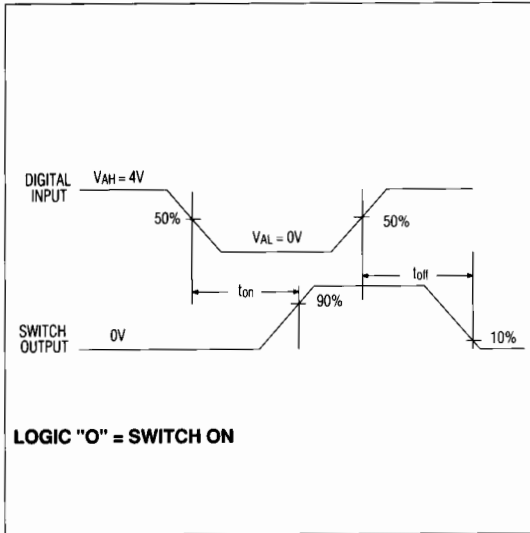 DIGITAL INPUT
VAH = 4V
50%
VAL = 0V
50%
ton
toff
90%
SWITCH OUTPUT
0V
10%
LOGIC "O" = SWITCH ON